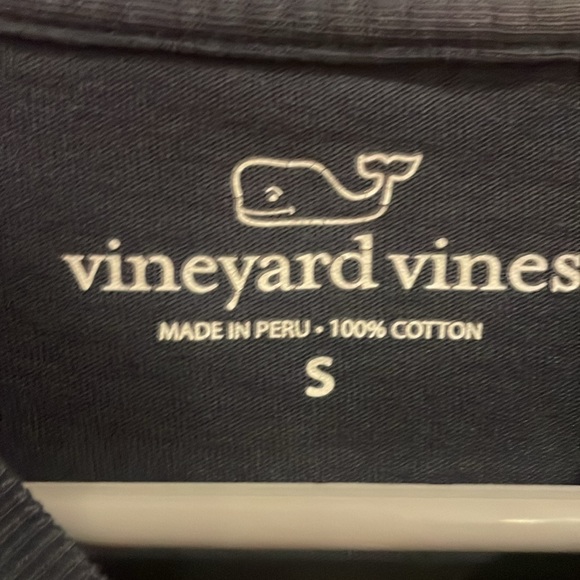 vineyard vines
MADE IN PERU • 100% COTTON
S